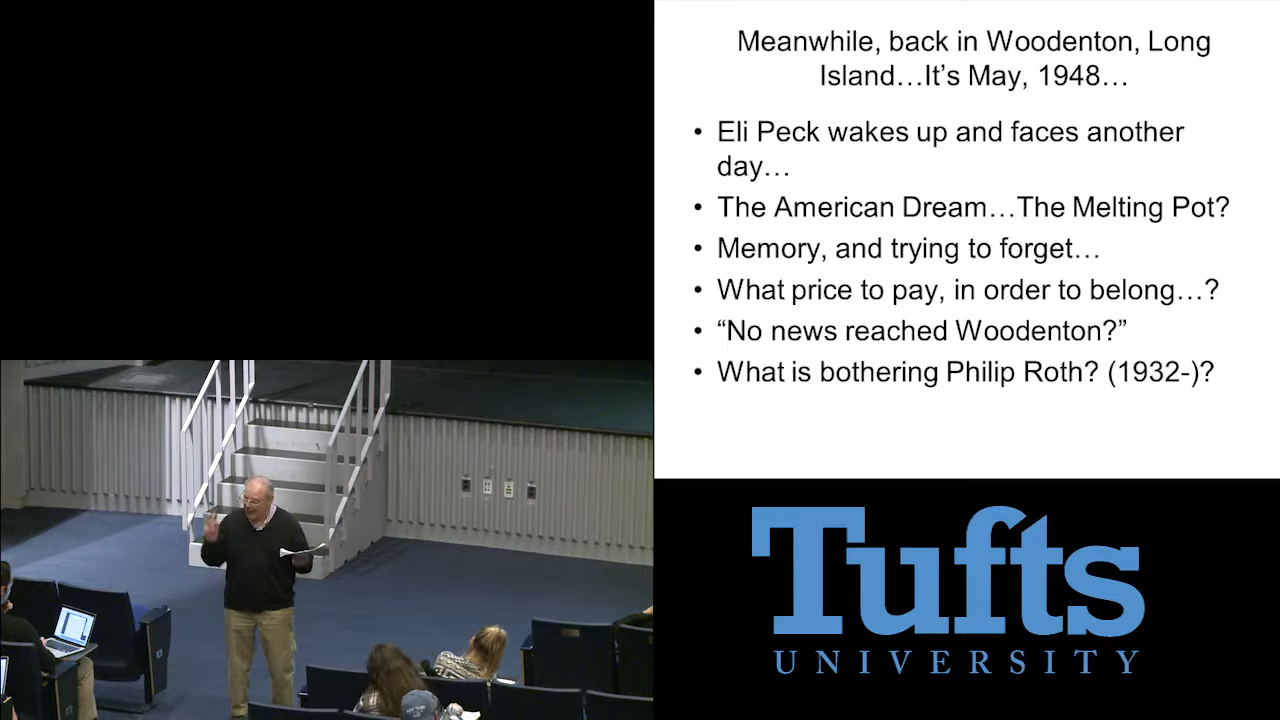 Meanwhile, back in Woodenton, Long
Island…It’s May, 1948…
• Eli Peck wakes up and faces another
day…
• The American Dream…The Melting Pot?
• Memory, and trying to forget…
• What price to pay, in order to belong…?
• “No news reached Woodenton?”
• What is bothering Philip Roth? (1932-)?
Tufts
UNIVERSITY